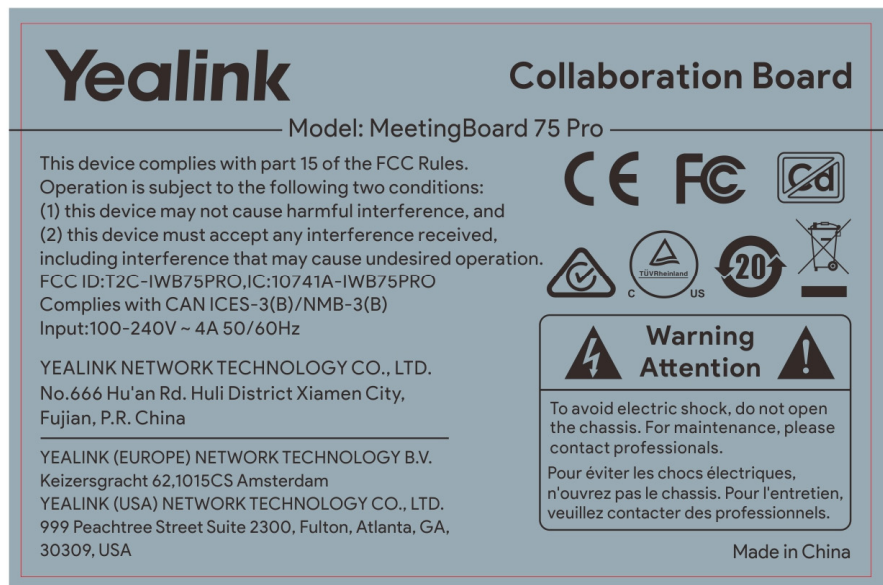 Yealink
Collaboration Board
Model: MeetingBoard 75 Pro
This device complies with part 15 of the FCC Rules.
Operation is subject to the following two conditions:
(1) this device may not cause harmful interference, and
(2) this device must accept any interference received,
including interference that may cause undesired operation.
FCC ID:T2C-IWB75PRO,IC:10741A-IWB75PRO
Complies with CAN ICES-3(B)/NMB-3(B)
Input:100-240V ~ 4A 50/60Hz
YEALINK NETWORK TECHNOLOGY CO., LTD.
No.666 Hu'an Rd. Huli District Xiamen City,
Fujian, P.R. China
YEALINK (EUROPE) NETWORK TECHNOLOGY B.V.
Keizersgracht 62,1015CS Amsterdam
YEALINK (USA) NETWORK TECHNOLOGY CO., LTD.
999 Peachtree Street Suite 2300, Fulton, Atlanta, GA,
30309, USA
CE FC Cd
TÜVRheinland
C US
20
Warning
Attention
To avoid electric shock, do not open
the chassis. For maintenance, please
contact professionals.
Pour éviter les chocs électriques,
n'ouvrez pas le chassis. Pour l'entretien,
veuillez contacter des professionnels.
Made in China